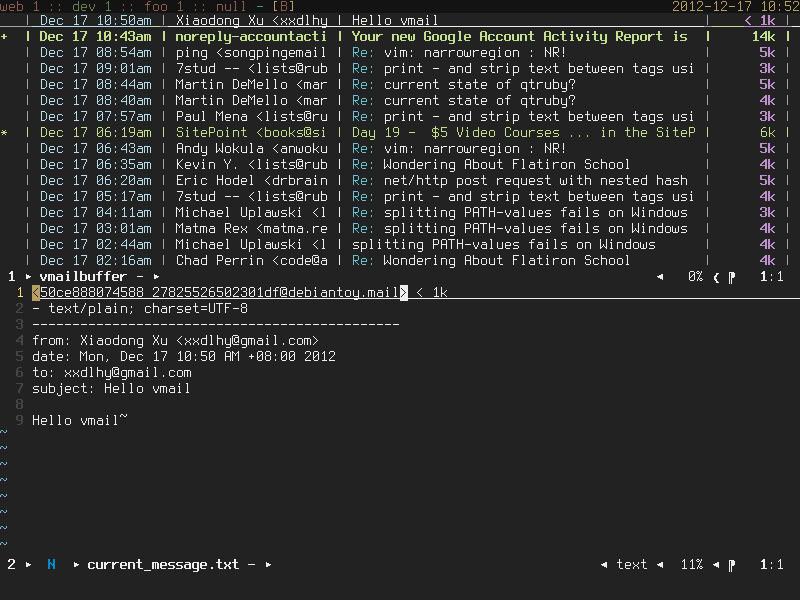 web 1 :: dev 1 :: foo 1 :: null - [B] 2012-12-17 10:52
| Dec 17 10:50am | Xiaodong Xu <xxdlhy | Hello vmail | < 1k |
+ | Dec 17 10:43am | noreply-accountacti | Your new Google Account Activity Report is | 14k |
| Dec 17 08:54am | ping <songpingemail | Re: vim: narrowregion : NR! | 5k |
| Dec 17 09:01am | 7stud -- <lists@rub | Re: print - and strip text between tags usi | 3k |
| Dec 17 08:44am | Martin DeMello <mar | Re: current state of qtruby? | 5k |
| Dec 17 08:40am | Martin DeMello <mar | Re: current state of qtruby? | 4k |
| Dec 17 07:57am | Paul Mena <lists@ru | Re: print - and strip text between tags usi | 3k |
* | Dec 17 06:19am | SitePoint <books@si | Day 19 - $5 Video Courses ... in the SiteP | 6k |
| Dec 17 06:43am | Andy Wokula <anwoku | Re: vim: narrowregion : NR! | 5k |
| Dec 17 06:35am | Kevin Y. <lists@rub | Re: Wondering About Flatiron School | 4k |
| Dec 17 06:20am | Eric Hodel <drbrain | Re: net/http post request with nested hash | 5k |
| Dec 17 05:17am | 7stud -- <lists@rub | Re: print - and strip text between tags usi | 4k |
| Dec 17 04:11am | Michael Uplawski <l | Re: splitting PATH-values fails on Windows | 3k |
| Dec 17 03:01am | Matma Rex <matma.re | Re: splitting PATH-values fails on Windows | 4k |
| Dec 17 02:44am | Michael Uplawski <l | splitting PATH-values fails on Windows | 4k |
| Dec 17 02:16am | Chad Perrin <code@a | Re: Wondering About Flatiron School | 4k |
1 ▸ vmailbuffer - ▸ ◂ 0% ❮ ⁋ 1:1
1 <50ce888074588_27825526502301df@debiantoy.mail> < 1k
2 - text/plain; charset=UTF-8
3 ----------------------------------------------
4 from: Xiaodong Xu <xxdlhy@gmail.com>
5 date: Mon, Dec 17 10:50 AM +08:00 2012
6 to: xxdlhy@gmail.com
7 subject: Hello vmail
8
9 Hello vmail~
~
~
~
~
~
~
~
~
2 ▸ N ▸ current_message.txt - ▸ ◂ text ◂ 11% ◂ ⁋ 1:1